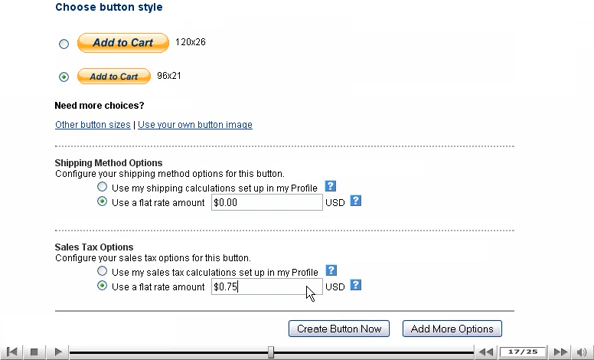 Choose button style
Add to Cart 120x26
Add to Cart 96x21
Need more choices?
Other button sizes | Use your own button image
Shipping Method Options
Configure your shipping method options for this button.
Use my shipping calculations set up in my Profile ?
Use a flat rate amount $0.00 USD ?
Sales Tax Options
Configure your sales tax options for this button.
Use my sales tax calculations set up in my Profile ?
Use a flat rate amount $0.75 USD ?
Create Button Now Add More Options
17/25